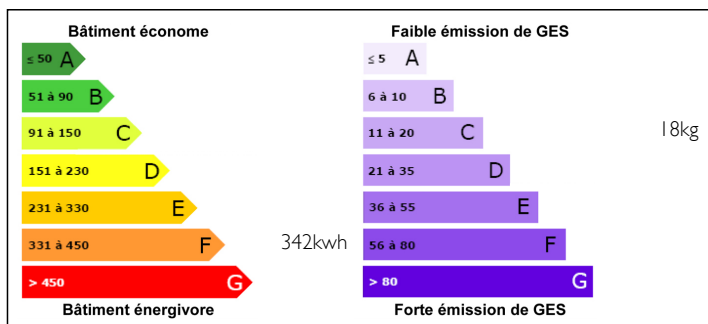 Bâtiment économe
≤ 50 A
51 à 90 B
91 à 150 C
151 à 230 D
231 à 330 E
331 à 450 F
342kwh
> 450 G
Bâtiment énergivore
Faible émission de GES
≤ 5 A
6 à 10 B
11 à 20 C
18kg
21 à 35 D
36 à 55 E
56 à 80 F
> 80 G
Forte émission de GES